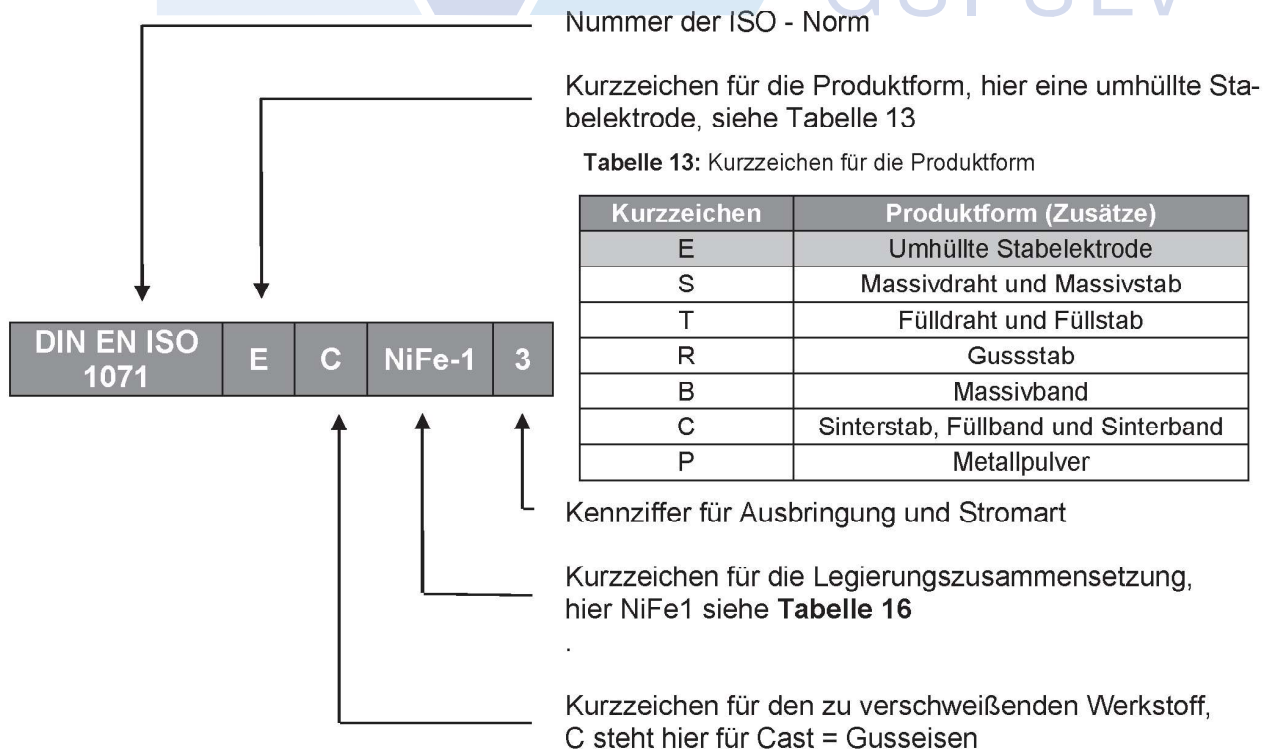 Nummer der ISO - Norm
Kurzzeichen für die Produktform, hier eine umhüllte Sta-
belektrode, siehe Tabelle 13
Tabelle 13: Kurzzeichen für die Produktform
Kurzzeichen Produktform (Zusätze)
E Umhüllte Stabelektrode
S Massivdraht und Massivstab
T Fülldraht und Füllstab
R Gussstab
B Massivband
C Sinterstab, Füllband und Sinterband
P Metallpulver
DIN EN ISO
1071
E C NiFe-1 3
Kennziffer für Ausbringung und Stromart
Kurzzeichen für die Legierungszusammensetzung,
hier NiFe1 siehe Tabelle 16
.
Kurzzeichen für den zu verschweißenden Werkstoff,
C steht hier für Cast = Gusseisen